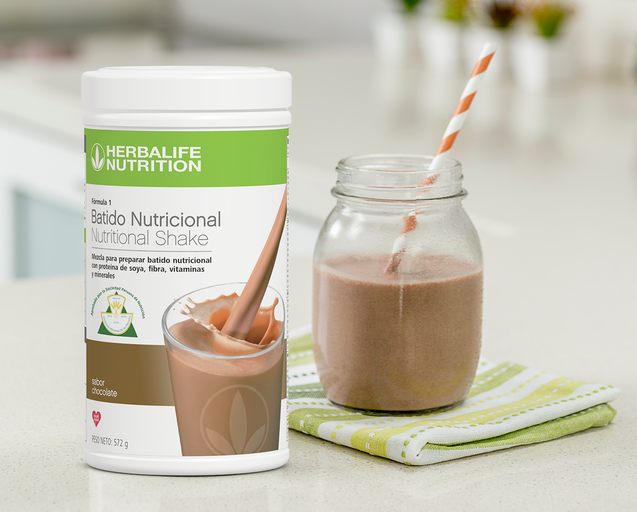 HERBALIFE
NUTRITION
Fórmula 1
Batido Nutricional
Nutritional Shake
Mezcla para preparar batido nutricional
con proteína de soya, fibra, vitaminas
y minerales
sabor
chocolate
PESO NETO: 572 g